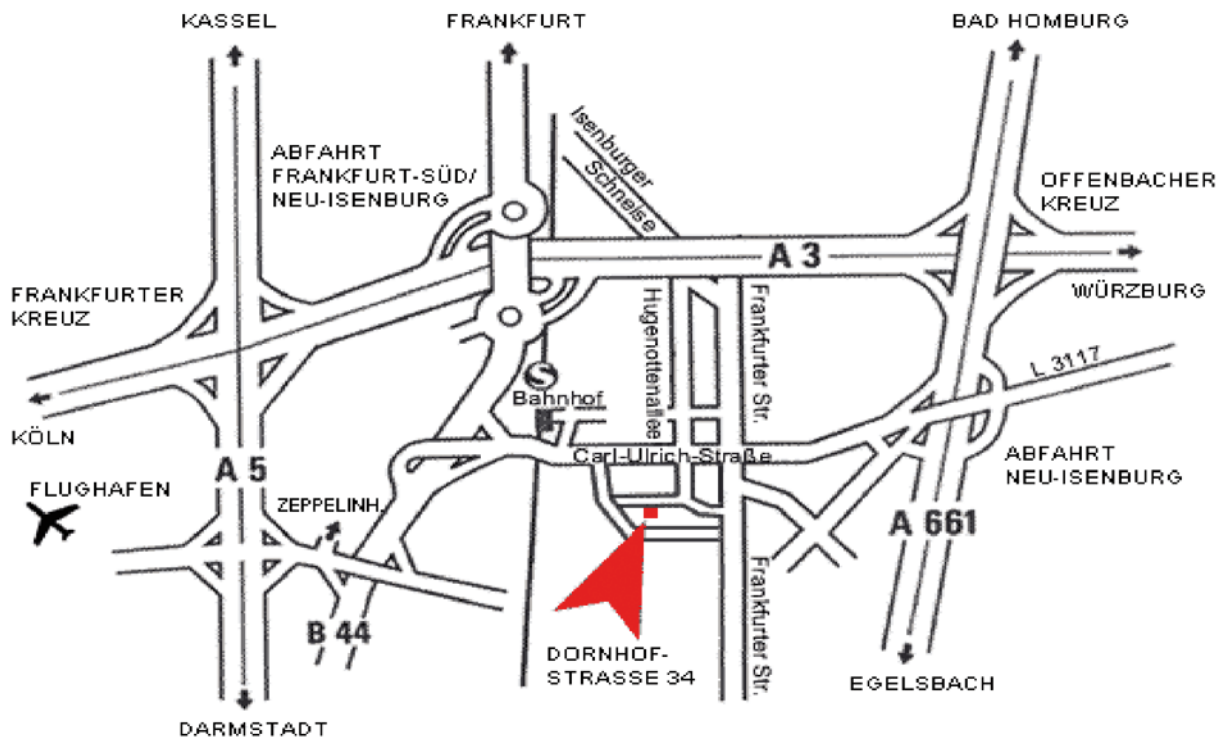 KASSEL
FRANKFURT
BAD HOMBURG
Isenburger
Schneise
ABFAHRT
FRANKFURT-SÜD/
NEU-ISENBURG
OFFENBACHER
KREUZ
A 3
FRANKFURTER
KREUZ
WÜRZBURG
Hugenottenallee
Frankfurter Str.
L 3117
S
Bahnhof
KÖLN
Carl-Ulrich-Straße
A 5
ABFAHRT
NEU-ISENBURG
FLUGHAFEN
ZEPPELINH.
A 661
Frankfurter Str.
B 44
DORNHOF-
STRASSE 34
EGELSBACH
DARMSTADT